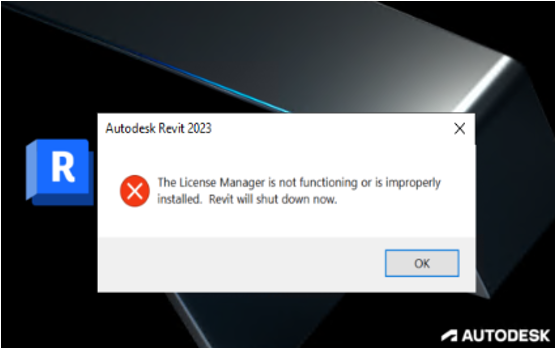 Autodesk Revit 2023
R
The License Manager is not functioning or is improperly
installed. Revit will shut down now.
OK
AUTODESK